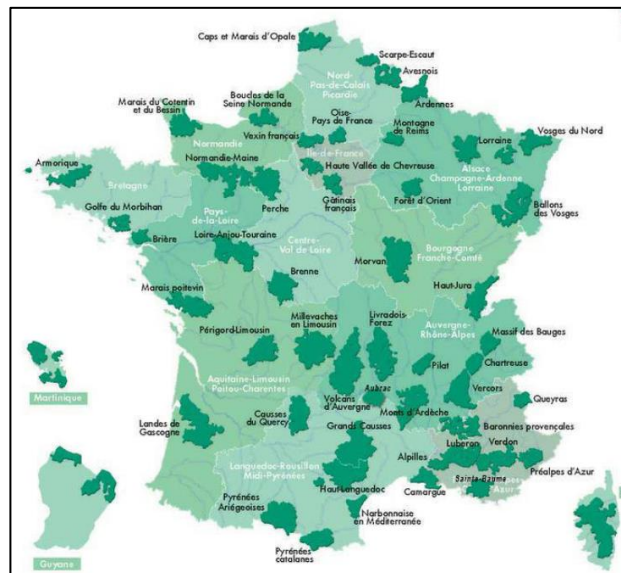 Caps et Marais d'Opale
Scarpe-Escaut
Avesnois
Nord-
Pas-de-Calais
Picardie
Ardennes
Marais du Cotentin
et du Bessin
Boucles de la
Seine Normande
Oise-
Pays de France
Montagne
de Reims
Vosges du Nord
Lorraine
Vexin français
Normandie
Île-de-France
Normandie-Maine
Haute Vallée de Chevreuse
Alsace
Champagne-Ardenne
Lorraine
Armorique
Bretagne
Perche
Gâtinais
français
Forêt d'Orient
Ballons
des Vosges
Golfe du Morbihan
Pays-
de-la-Loire
Brière
Loire-Anjou-Touraine
Centre-
Val de Loire
Bourgogne
Franche-Comté
Morvan
Brenne
Haut-Jura
Marais poitevin
Périgord-Limousin
Millevaches
en Limousin
Livradois-
Forez
Auvergne-
Rhône-Alpes
Massif des Bauges
Chartreuse
Pilat
Aquitaine-Limousin
Poitou-Charentes
Volcans
d'Auvergne
Aubrac
Vercors
Queyras
Martinique
Monts d'Ardèche
Landes de
Gascogne
Causses
du Quercy
Grands Causses
Baronnies provençales
Luberon
Verdon
Alpilles
Préalpes d'Azur
Languedoc-Roussillon
Midi-Pyrénées
Sainte-Baume
Azur
Haut-Languedoc
Camargue
Pyrénées
Ariégeoises
Narbonnaise
en Méditerranée
Pyrénées
catalanes
Guyane